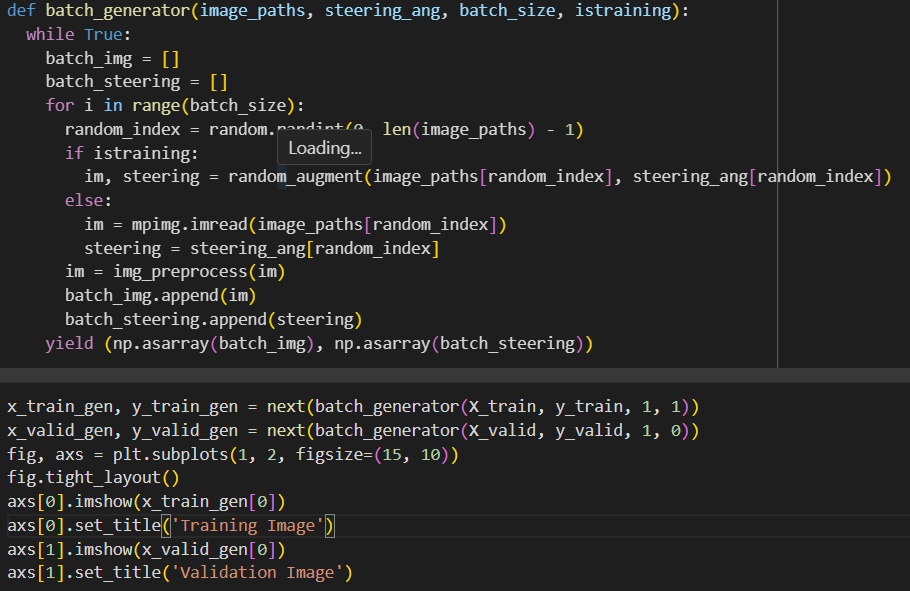 def batch_generator(image_paths, steering_ang, batch_size, istraining):
while True:
batch_img = []
batch_steering = []
for i in range(batch_size):
random_index = random.randint(0, len(image_paths) - 1)
Loading...
if istraining:
im, steering = random_augment(image_paths[random_index], steering_ang[random_index])
else:
im = mpimg.imread(image_paths[random_index])
steering = steering_ang[random_index]
im = img_preprocess(im)
batch_img.append(im)
batch_steering.append(steering)
yield (np.asarray(batch_img), np.asarray(batch_steering))
x_train_gen, y_train_gen = next(batch_generator(X_train, y_train, 1, 1))
x_valid_gen, y_valid_gen = next(batch_generator(X_valid, y_valid, 1, 0))
fig, axs = plt.subplots(1, 2, figsize=(15, 10))
fig.tight_layout()
axs[0].imshow(x_train_gen[0])
axs[0].set_title('Training Image')
axs[1].imshow(x_valid_gen[0])
axs[1].set_title('Validation Image')